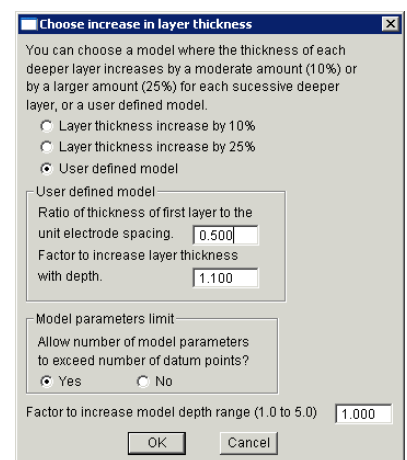 Choose increase in layer thickness
You can choose a model where the thickness of each
deeper layer increases by a moderate amount (10%) or
by a larger amount (25%) for each sucessive deeper
layer, or a user defined model.
Layer thickness increase by 10%
Layer thickness increase by 25%
User defined model
User defined model
Ratio of thickness of first layer to the
unit electrode spacing. 0.500
Factor to increase layer thickness
with depth. 1.100
Model parameters limit
Allow number of model parameters
to exceed number of datum points?
Yes No
Factor to increase model depth range (1.0 to 5.0) 1.000
OK Cancel